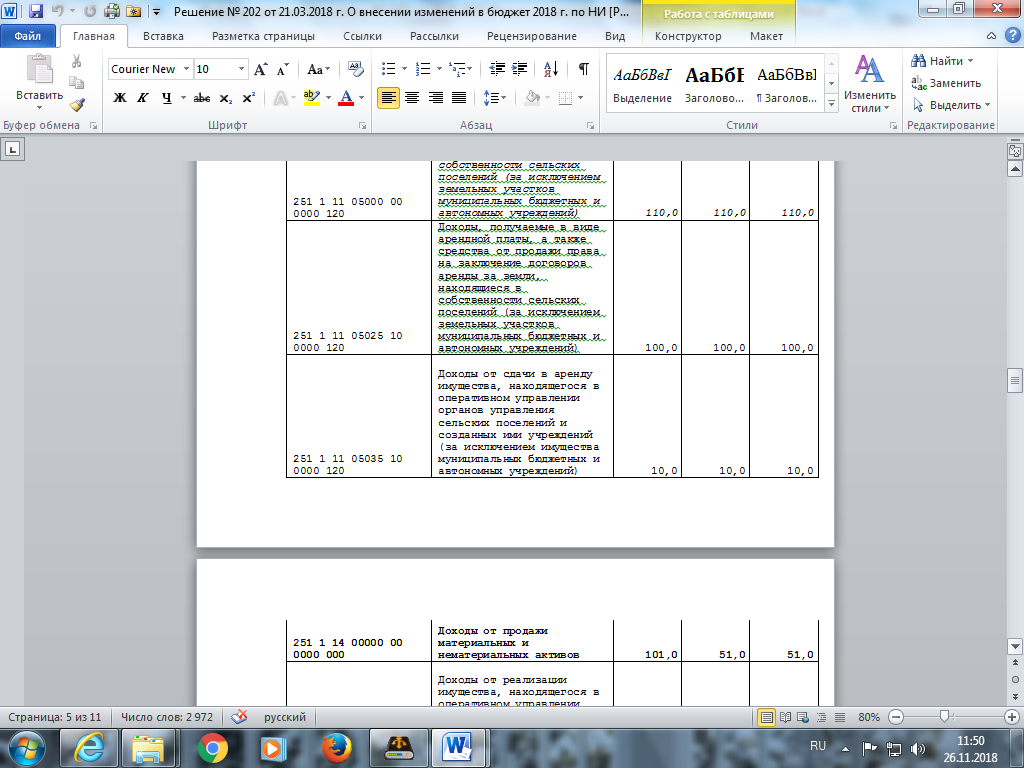 Решение № 202 от 21.03.2018 г. О внесении изменений в бюджет 2018 г. по НИ [Р...
Работа с таблицами
Файл
Главная
Вставка
Разметка страницы
Ссылки
Рассылки
Рецензирование
Вид
Конструктор
Макет
Вставить
Courier New
10
Aa
Ж К Ч abc x₂ x²
АаБбВвІ
АаБбЕ
АаБбВвІ
Выделение
Заголово...
¶ Заголов...
Изменить
стили
Найти
Заменить
Выделить
Буфер обмена
Шрифт
Абзац
Стили
Редактирование
251 1 11 05000 00
0000 120
собственности сельских
поселений (за исключением
земельных участков
муниципальных бюджетных и
автономных учреждений)
110,0
110,0
110,0
251 1 11 05025 10
0000 120
Доходы, получаемые в виде
арендной платы, а также
средства от продажи права
на заключение договоров
аренды за земли,
находящиеся в
собственности сельских
поселений (за исключением
земельных участков
муниципальных бюджетных и
автономных учреждений)
100,0
100,0
100,0
251 1 11 05035 10
0000 120
Доходы от сдачи в аренду
имущества, находящегося в
оперативном управлении
органов управления
сельских поселений и
созданных ими учреждений
(за исключением имущества
муниципальных бюджетных и
автономных учреждений)
10,0
10,0
10,0
251 1 14 00000 00
0000 000
Доходы от продажи
материальных и
нематериальных активов
101,0
51,0
51,0
Доходы от реализации
имущества, находящегося в
оперативном управлении
Страница: 5 из 11
Число слов: 2 972
русский
80%
RU
11:50
26.11.2018